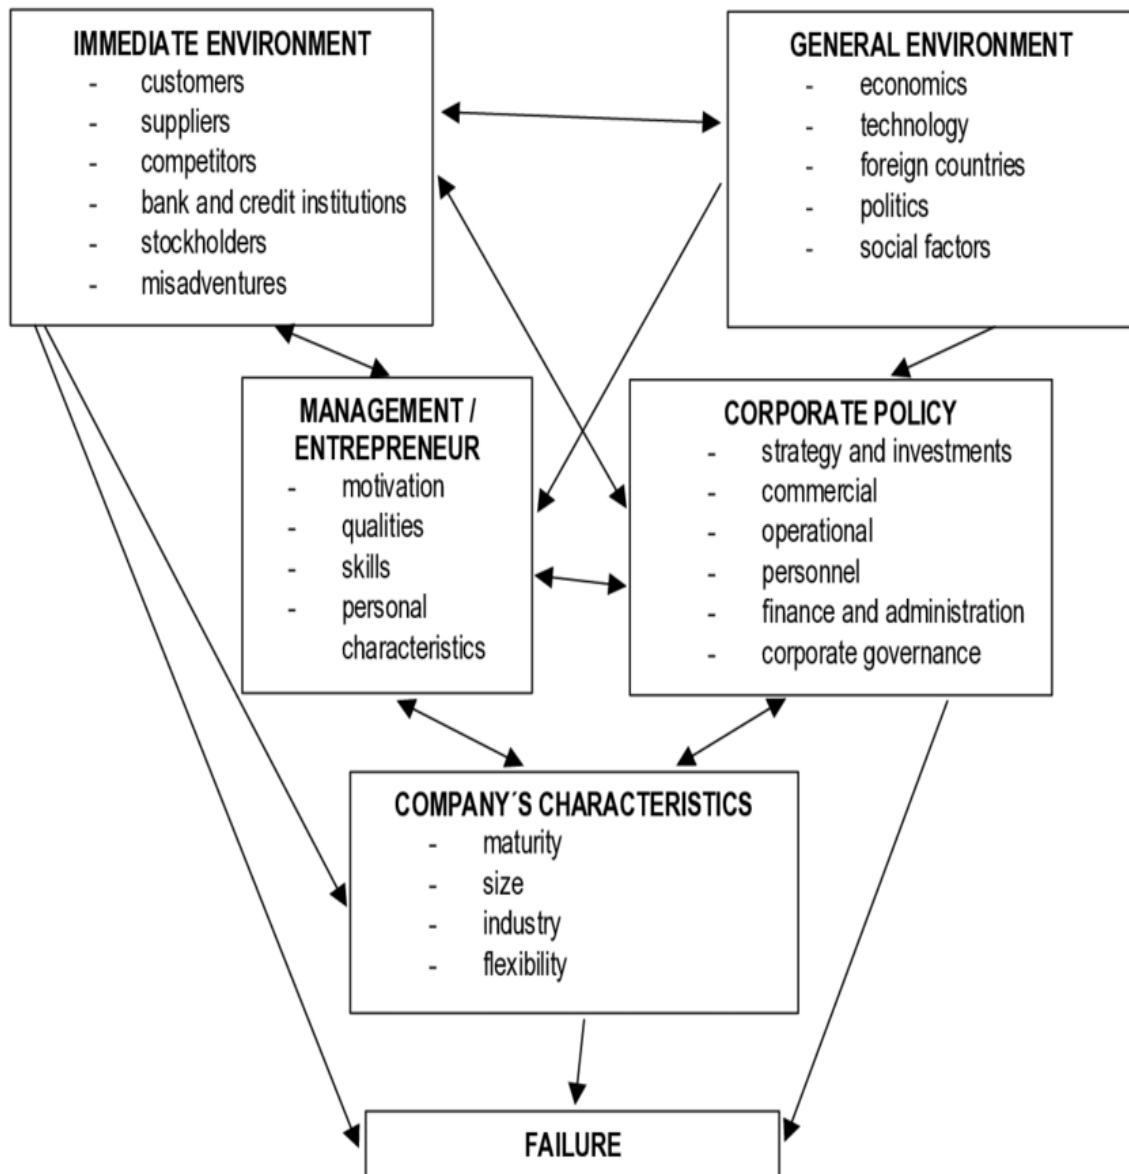 IMMEDIATE ENVIRONMENT
- customers
- suppliers
- competitors
- bank and credit institutions
- stockholders
- misadventures
GENERAL ENVIRONMENT
- economics
- technology
- foreign countries
- politics
- social factors
MANAGEMENT /
ENTREPRENEUR
- motivation
- qualities
- skills
- personal
characteristics
CORPORATE POLICY
- strategy and investments
- commercial
- operational
- personnel
- finance and administration
- corporate governance
COMPANY´S CHARACTERISTICS
- maturity
- size
- industry
- flexibility
FAILURE